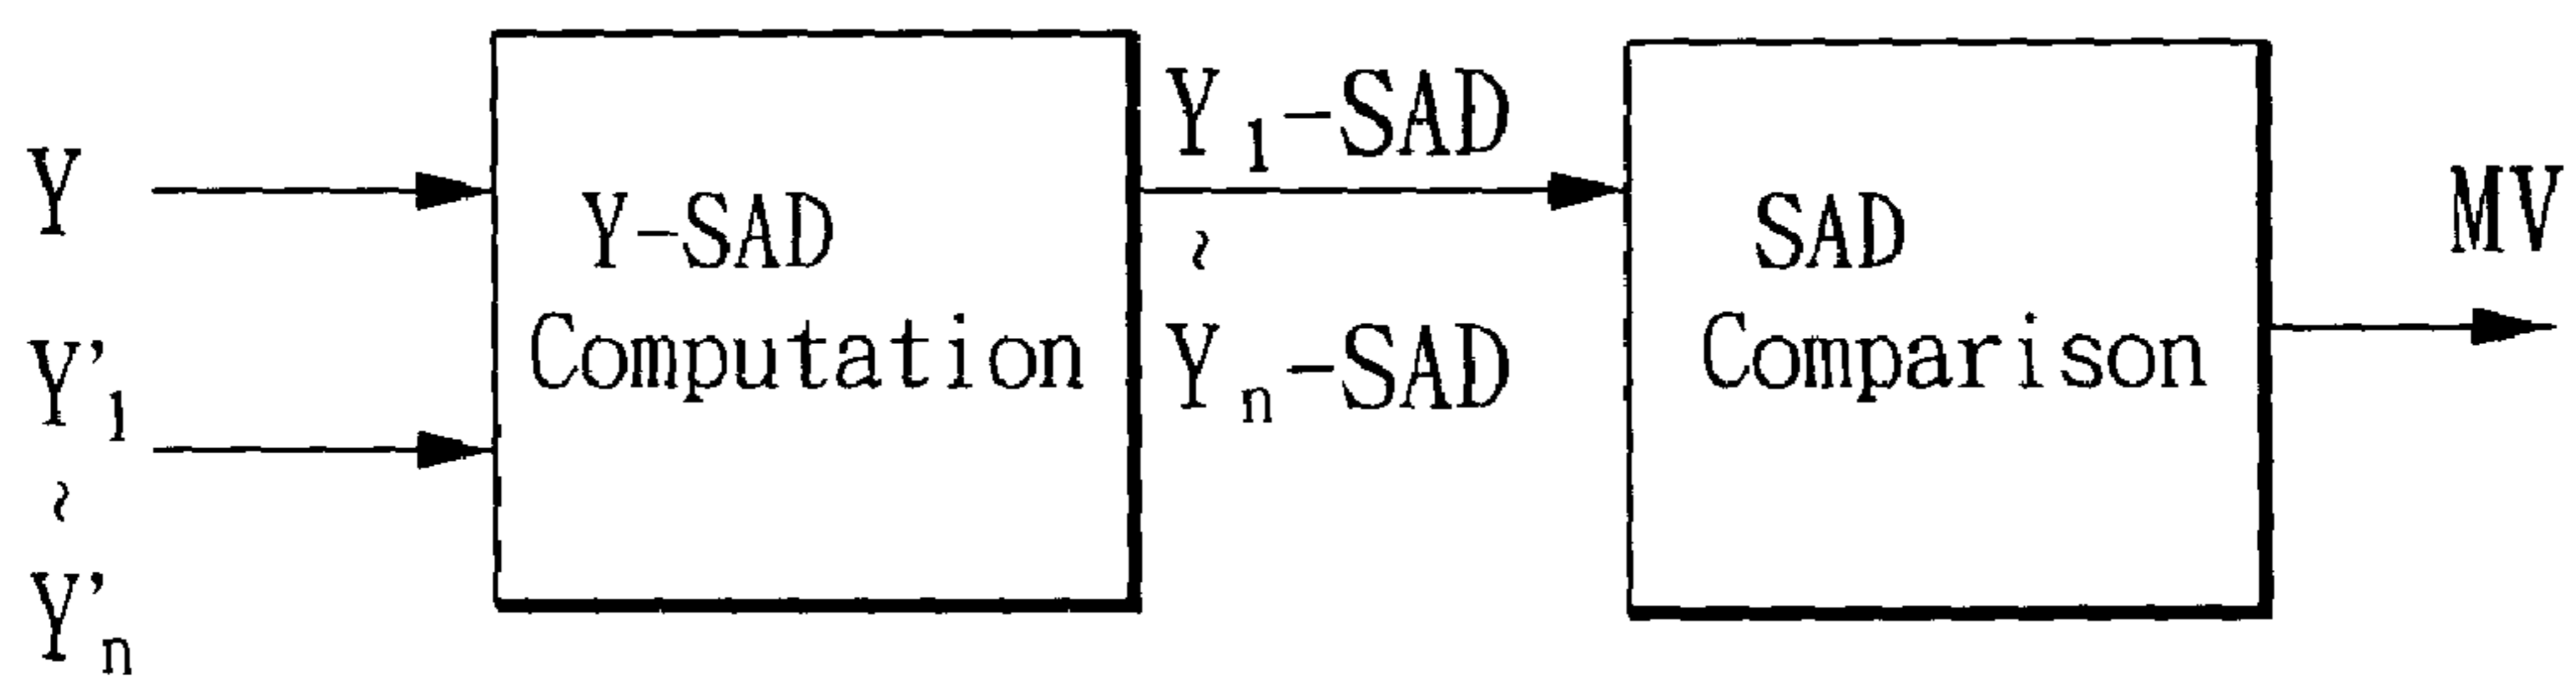 Y
Y'1
~
Y'n
Y-SAD
Computation
Y1-SAD
~
Yn-SAD
SAD
Comparison
MV